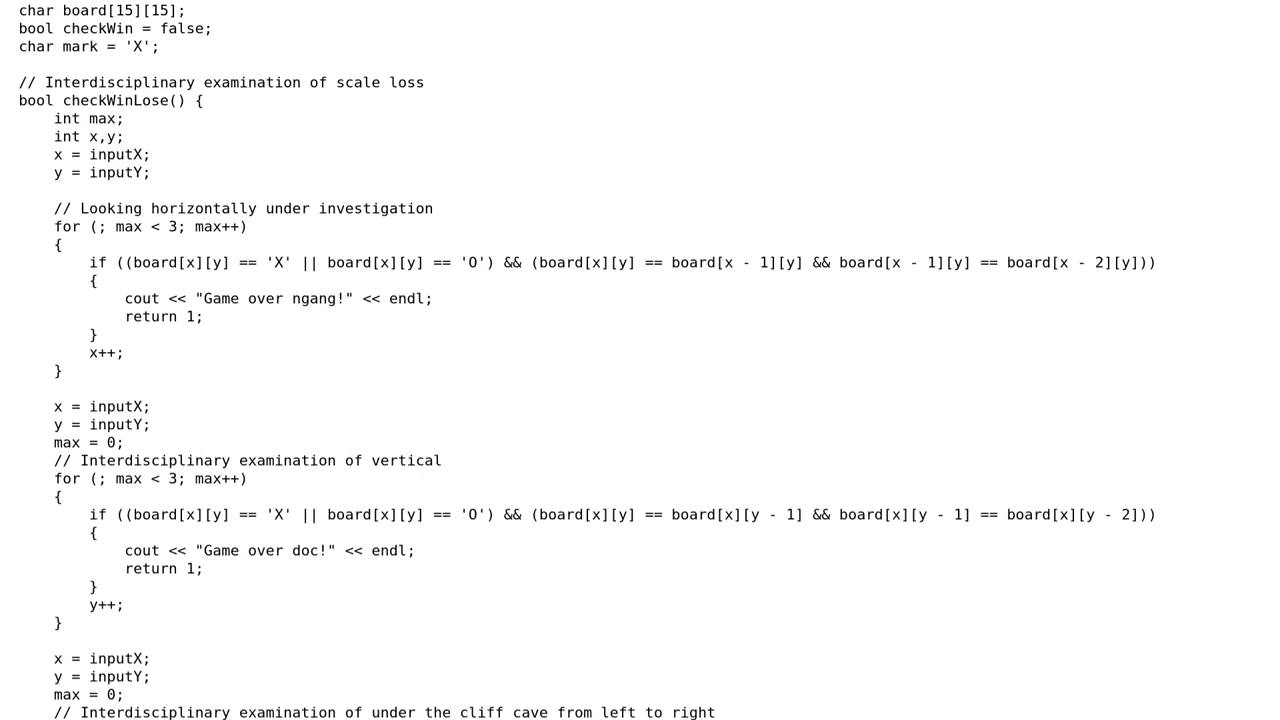 char board[15][15];
bool checkWin = false;
char mark = 'X';

// Interdisciplinary examination of scale loss
bool checkWinLose() {
    int max;
    int x,y;
    x = inputX;
    y = inputY;

    // Looking horizontally under investigation
    for (; max < 3; max++)
    {
        if ((board[x][y] == 'X' || board[x][y] == 'O') && (board[x][y] == board[x - 1][y] && board[x - 1][y] == board[x - 2][y]))
        {
            cout << "Game over ngang!" << endl;
            return 1;
        }
        x++;
    }

    x = inputX;
    y = inputY;
    max = 0;
    // Interdisciplinary examination of vertical
    for (; max < 3; max++)
    {
        if ((board[x][y] == 'X' || board[x][y] == 'O') && (board[x][y] == board[x][y - 1] && board[x][y - 1] == board[x][y - 2]))
        {
            cout << "Game over doc!" << endl;
            return 1;
        }
        y++;
    }

    x = inputX;
    y = inputY;
    max = 0;
    // Interdisciplinary examination of under the cliff cave from left to right